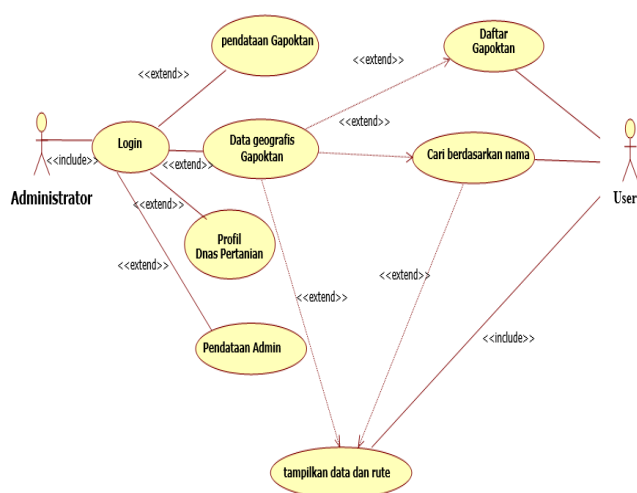 pendataan Gapoktan
Daftar
Gapoktan
<<extend>>
<<extend>>
<<extend>>
Login
Data geografis
Gapoktan
Cari berdasarkan nama
<<include>>
<<extend>>
Administrator
User
<<extend>>
Profil
Dnas Pertanian
<<extend>>
<<extend>>
<<extend>>
<<include>>
Pendataan Admin
tampilkan data dan rute